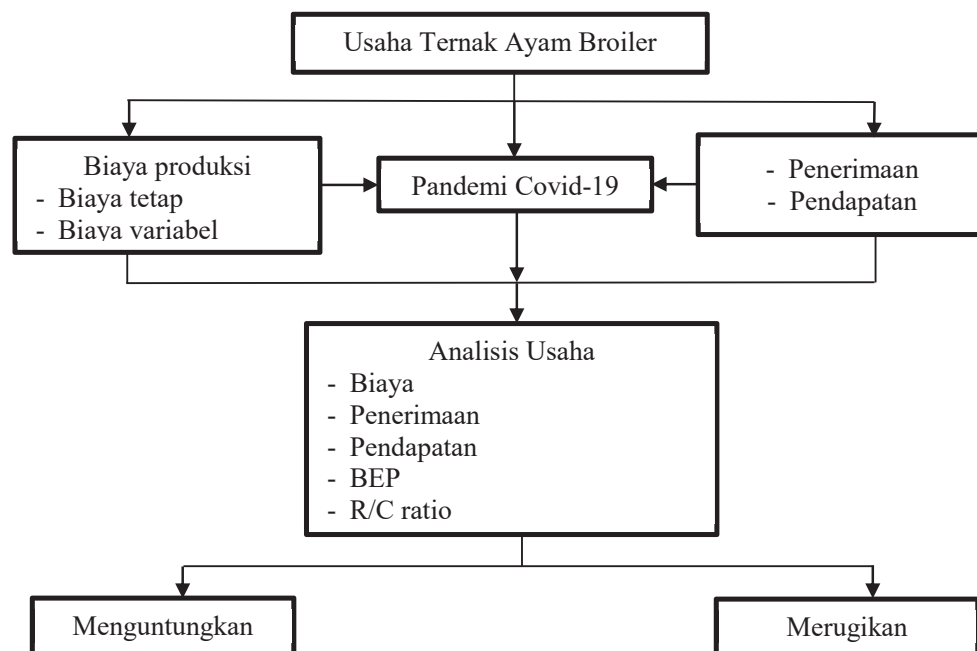 Usaha Ternak Ayam Broiler
Biaya produksi
- Biaya tetap
- Biaya variabel
Pandemi Covid-19
- Penerimaan
- Pendapatan
Analisis Usaha
- Biaya
- Penerimaan
- Pendapatan
- BEP
- R/C ratio
Menguntungkan
Merugikan